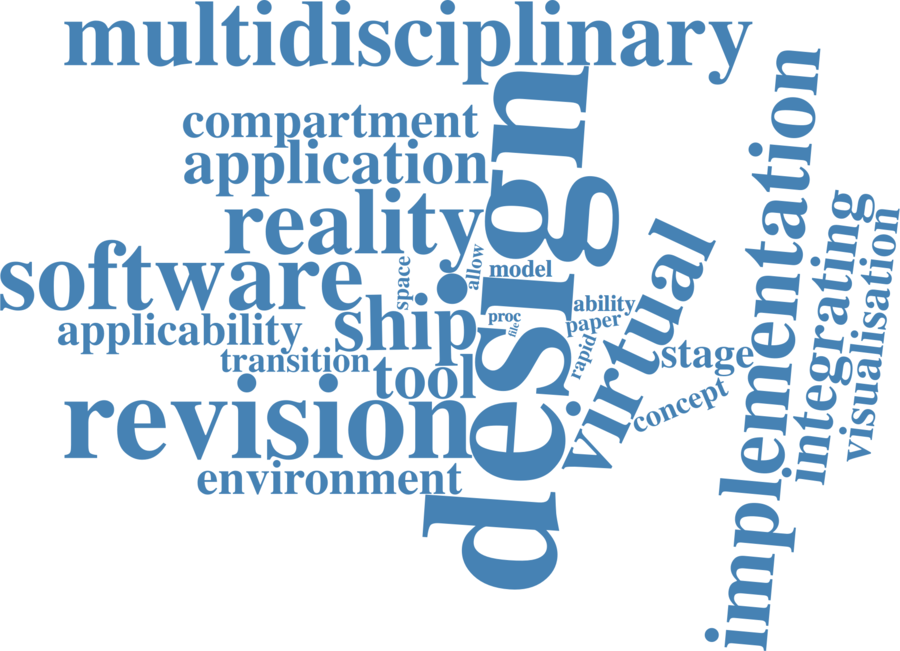 multidisciplinary
compartment
application
reality
software
applicability
ship
transition
tool
revision
environment
design
space
allow
model
proc
file
ability
paper
rapid
virtual
stage
concept
implementation
integrating
visualisation